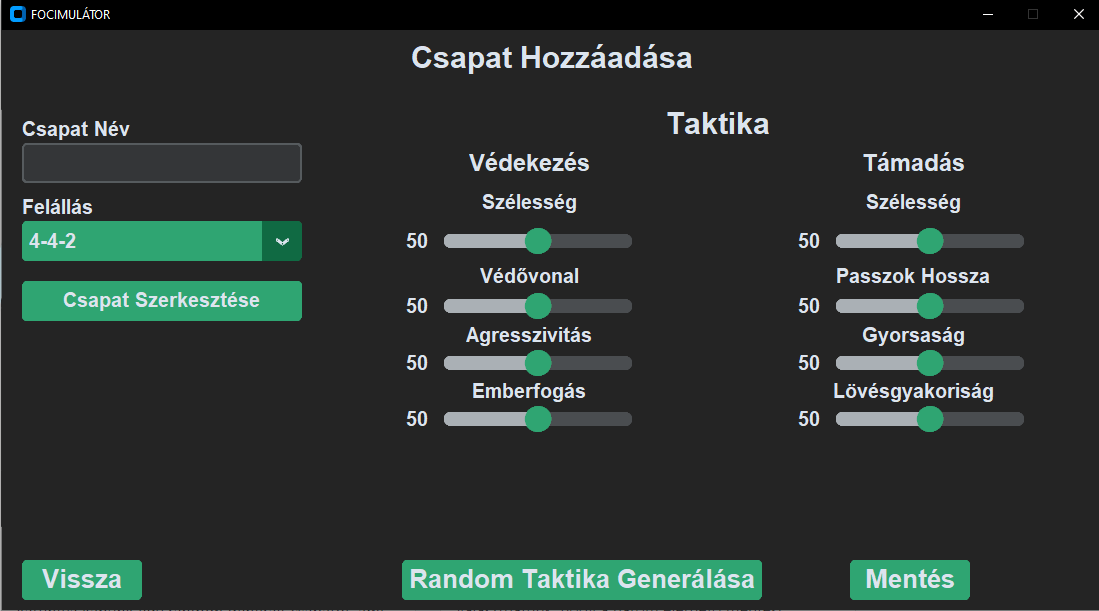 FOCIMULÁTOR
Csapat Hozzáadása
Csapat Név
Felállás
4-4-2
Csapat Szerkesztése
Taktika
Védekezés
Szélesség
50
Védővonal
50
Agresszivitás
50
Emberfogás
50
Támadás
Szélesség
50
Passzok Hossza
50
Gyorsaság
50
Lövésgyakoriság
50
Vissza
Random Taktika Generálása
Mentés